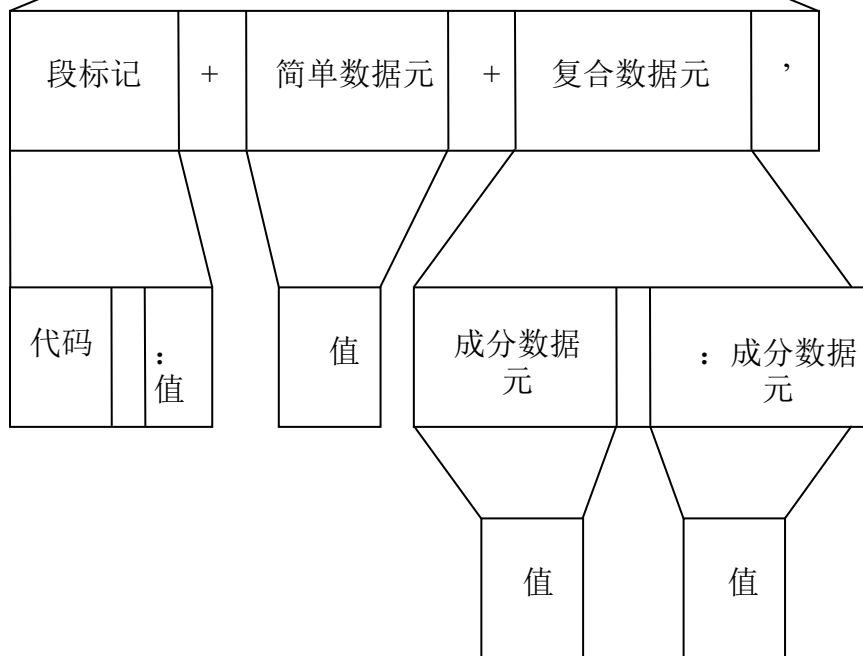 段标记 + 简单数据元 + 复合数据元 ’
代码
：
值
值
成分数据
元
：成分数据
元
值
值